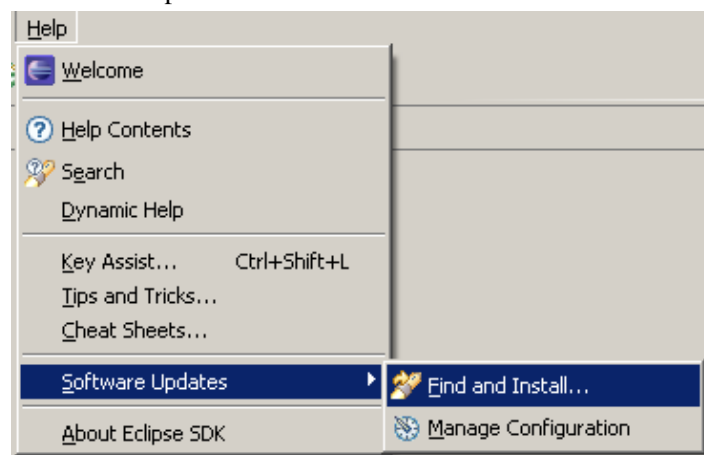 Help
Welcome
Help Contents
Search
Dynamic Help
Key Assist... Ctrl+Shift+L
Tips and Tricks...
Cheat Sheets...
Software Updates
Find and Install...
Manage Configuration
About Eclipse SDK